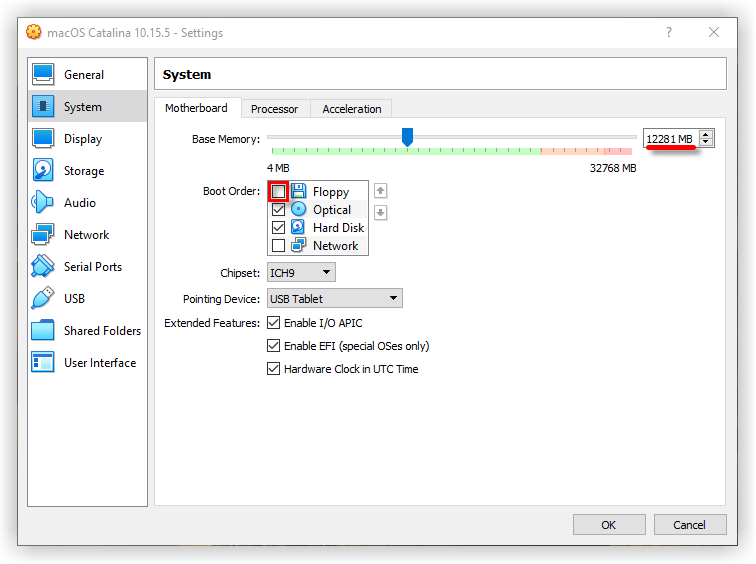 macOS Catalina 10.15.5 - Settings
?
General
System
Display
Storage
Audio
Network
Serial Ports
USB
Shared Folders
User Interface
System
Motherboard Processor Acceleration
Base Memory: 12281 MB
4 MB 32768 MB
Boot Order: Floppy
Optical
Hard Disk
Network
Chipset: ICH9
Pointing Device: USB Tablet
Extended Features: Enable I/O APIC
Enable EFI (special OSes only)
Hardware Clock in UTC Time
OK Cancel